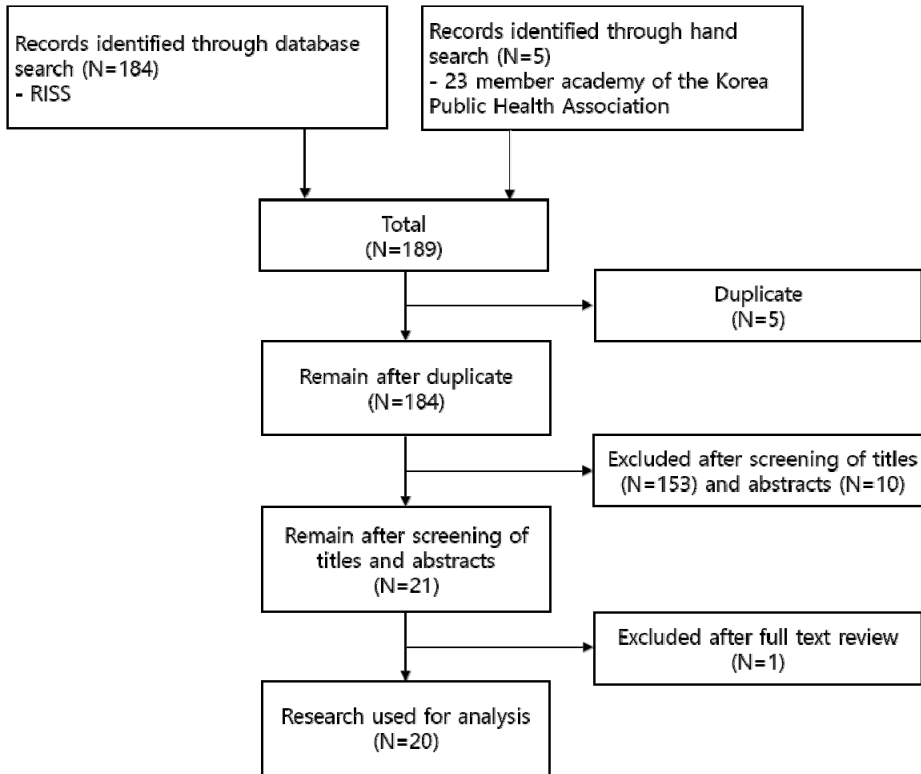 Records identified through database
search (N=184)
- RISS
Records identified through hand
search (N=5)
- 23 member academy of the Korea
Public Health Association
Total
(N=189)
Duplicate
(N=5)
Remain after duplicate
(N=184)
Excluded after screening of titles
(N=153) and abstracts (N=10)
Remain after screening of
titles and abstracts
(N=21)
Excluded after full text review
(N=1)
Research used for analysis
(N=20)